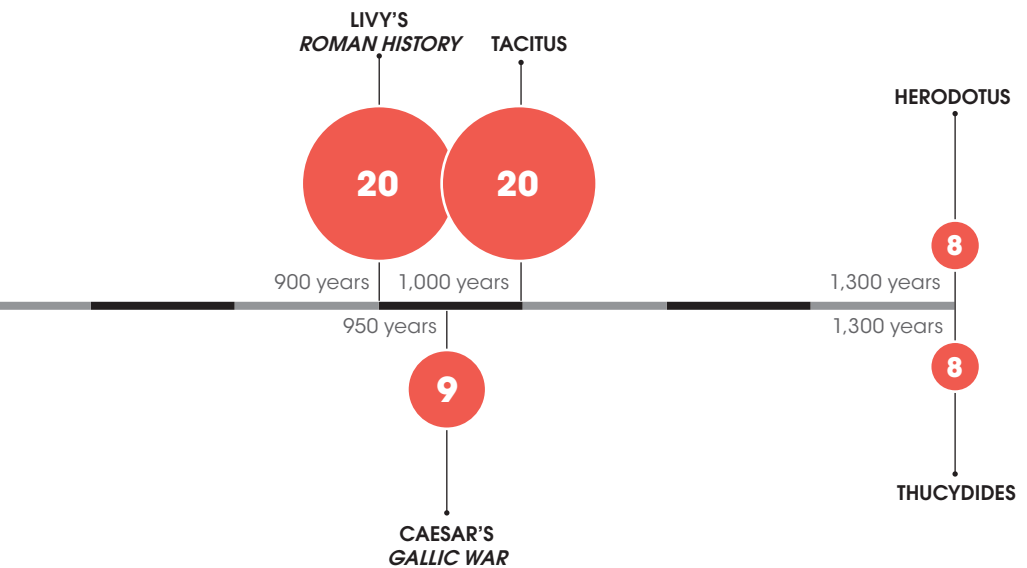 LIVY'S
ROMAN HISTORY
TACITUS
HERODOTUS
20
20
8
900 years
1,000 years
1,300 years
950 years
1,300 years
9
8
THUCYDIDES
CAESAR'S
GALLIC WAR